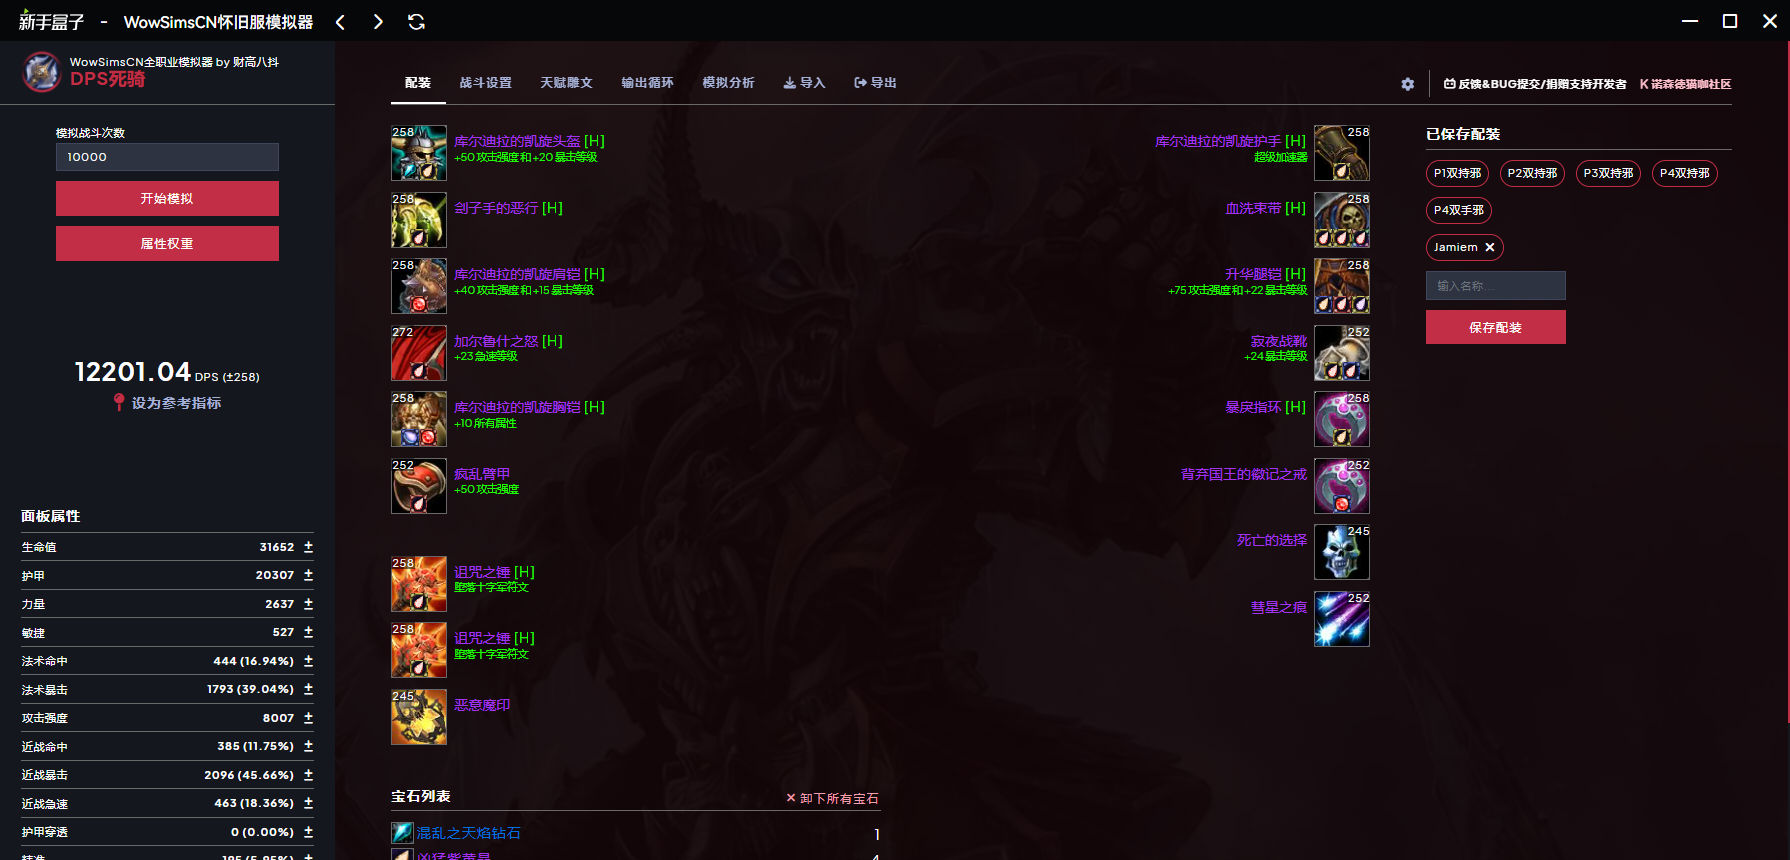 新手盒子 - WowSimsCN怀旧服模拟器
WowSimsCN全职业模拟器 by 财高八抖
DPS死骑
模拟战斗次数
10000
开始模拟
属性权重
12201.04 DPS (±258)
设为参考指标
面板属性
生命值 31652 ±
护甲 20307 ±
力量 2637 ±
敏捷 527 ±
法术命中 444 (16.94%) ±
法术暴击 1793 (39.04%) ±
攻击强度 8007 ±
近战命中 385 (11.75%) ±
近战暴击 2096 (45.66%) ±
近战急速 463 (18.36%) ±
护甲穿透 0 (0.00%) ±
精准 195 (5.95%) ±
配装 战斗设置 天赋雕文 输出循环 模拟分析 导入 导出
反馈&BUG提交/捐赠支持开发者 K 诺森德猫咖社区
258 库尔迪拉的凯旋头盔 [H]
+50 攻击强度 和 +20 暴击等级
258 刽子手的恶行 [H]
258 库尔迪拉的凯旋肩铠 [H]
+40 攻击强度 和 +15 暴击等级
272 加尔鲁什之怒 [H]
+23 急速等级
258 库尔迪拉的凯旋胸铠 [H]
+10 所有属性
252 疯乱臂甲
+50 攻击强度
258 诅咒之锤 [H]
堕落十字军符文
258 诅咒之锤 [H]
堕落十字军符文
245 恶意魔印
库尔迪拉的凯旋护手 [H] 258
超级加速器
血洗束带 [H] 258
升华腿铠 [H] 258
+75 攻击强度 和 +22 暴击等级
寂夜战靴 252
+24 暴击等级
暴戾指环 [H] 258
背弃国王的徽记之戒 252
死亡的选择 245
彗星之痕 252
已保存配装
P1双持邪 P2双持邪 P3双持邪 P4双持邪
P4双手邪
Jamiem ✕
输入名称...
保存配装
宝石列表 ✕ 卸下所有宝石
混乱之天焰钻石 1
凶猛紫黄晶 4